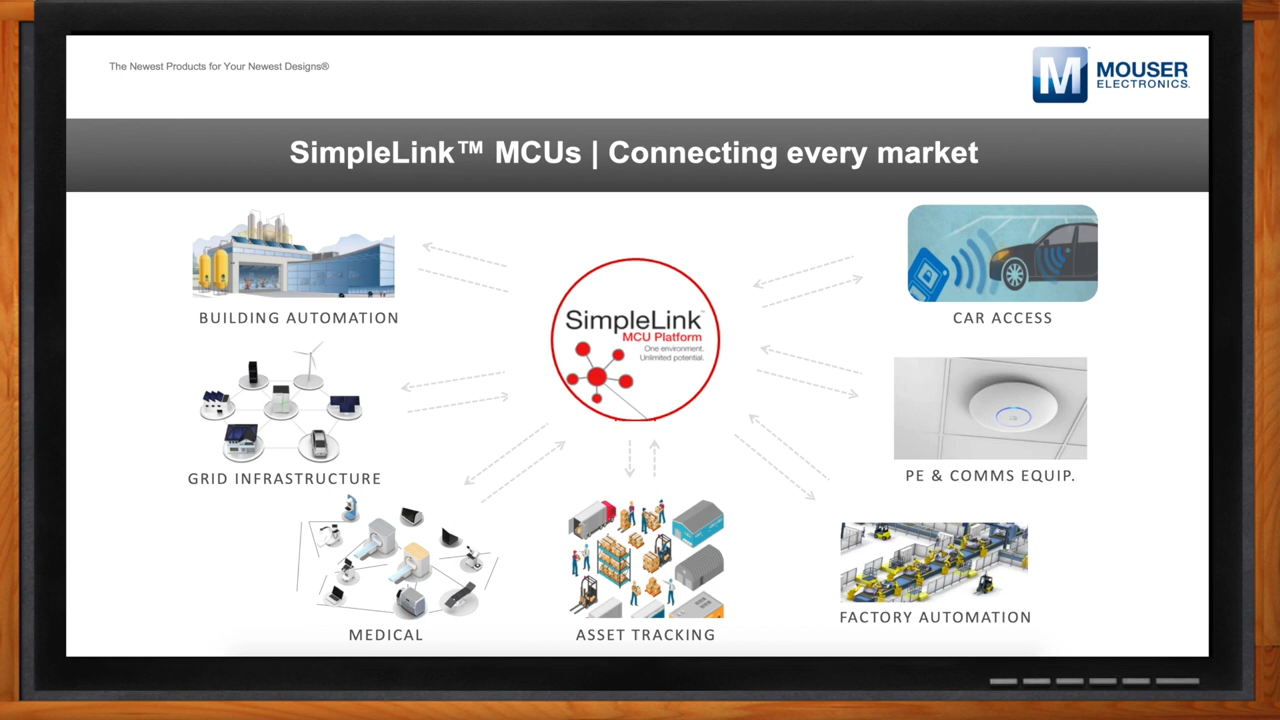 The Newest Products for Your Newest Designs®
M
MOUSER
ELECTRONICS.
SimpleLink™ MCUs | Connecting every market
BUILDING AUTOMATION
CAR ACCESS
SimpleLink™
MCU Platform
One environment.
Unlimited potential.
GRID INFRASTRUCTURE
PE & COMMS EQUIP.
MEDICAL
ASSET TRACKING
FACTORY AUTOMATION